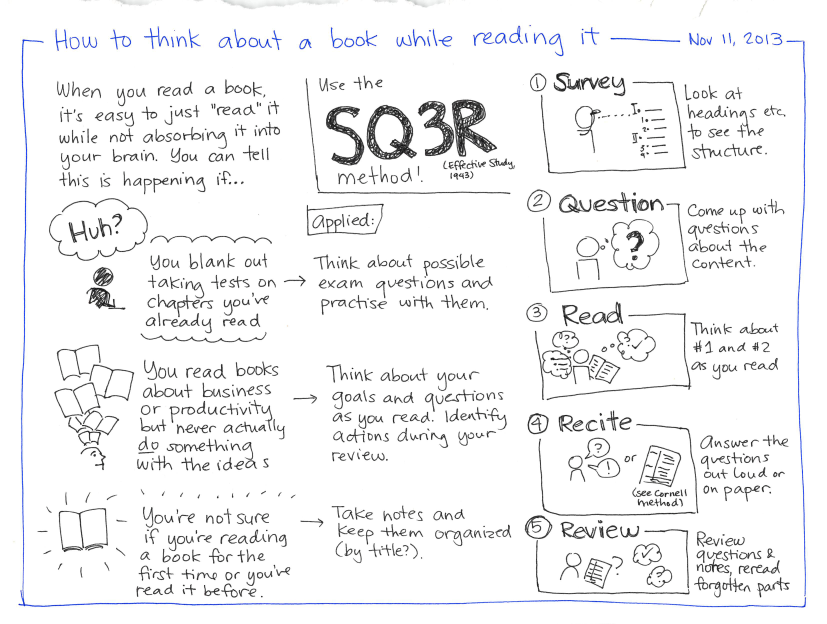 How to think about a book while reading it
Nov 11, 2013
When you read a book,
it's easy to just "read" it
while not absorbing it into
your brain. You can tell
this is happening if...
Huh?
You blank out
taking tests on
chapters you've
already read
You read books
about business
or productivity
but never actually
do something
with the ideas
You're not sure
if you're reading
a book for the
first time or you've
read it before.
Use the
SQ3R
(Effective Study,
1993)
method!
Applied:
Think about possible
exam questions and
practise with them.
Think about your
goals and questions
as you read. Identify
actions during your
review.
Take notes and
keep them organized
(by title?).
① Survey
I.
1.
2.
II.
1.
2.
Look at
headings etc.
to see the
structure.
② Question
?
Come up with
questions
about the
content.
③ Read
??
Think about
#1 and #2
as you read
④ Recite
?
!
or
(see Cornell
method)
Answer the
questions
out loud or
on paper.
⑤ Review
?
?
Review
questions &
notes, reread
forgotten parts